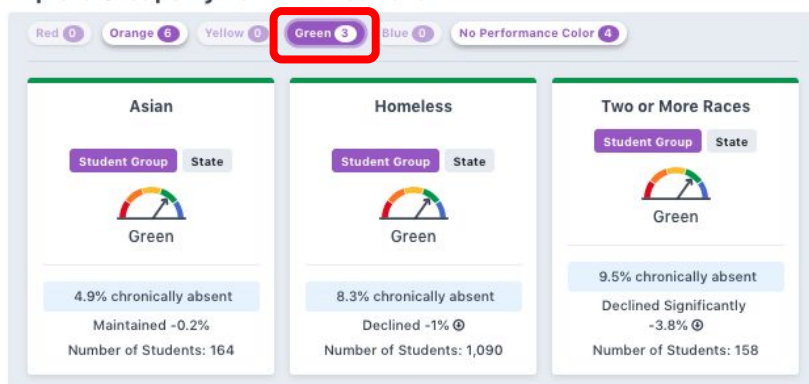 Red 0 Orange 6 Yellow 0 Green 3 Blue 0 No Performance Color 4
Asian
Student Group State
Green
4.9% chronically absent
Maintained -0.2%
Number of Students: 164
Homeless
Student Group State
Green
8.3% chronically absent
Declined -1%
Number of Students: 1,090
Two or More Races
Student Group State
Green
9.5% chronically absent
Declined Significantly
-3.8%
Number of Students: 158